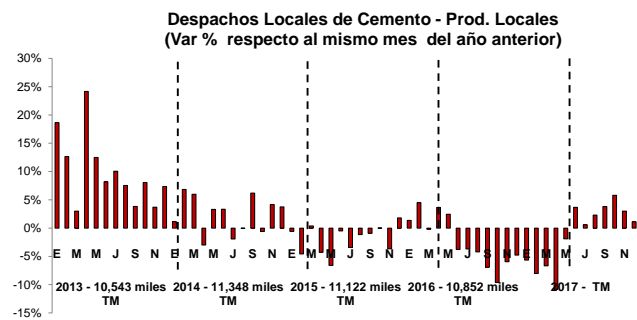 Despachos Locales de Cemento - Prod. Locales
(Var % respecto al mismo mes del año anterior)
30%
25%
20%
15%
10%
5%
0%
E M M J S N E M M J S N E M M J S N E M M J S N E M M J S N
-5%
-10%
2013 - 10,543 miles TM
2014 - 11,348 miles TM
2015 - 11,122 miles TM
2016 - 10,852 miles TM
2017 - TM
-15%